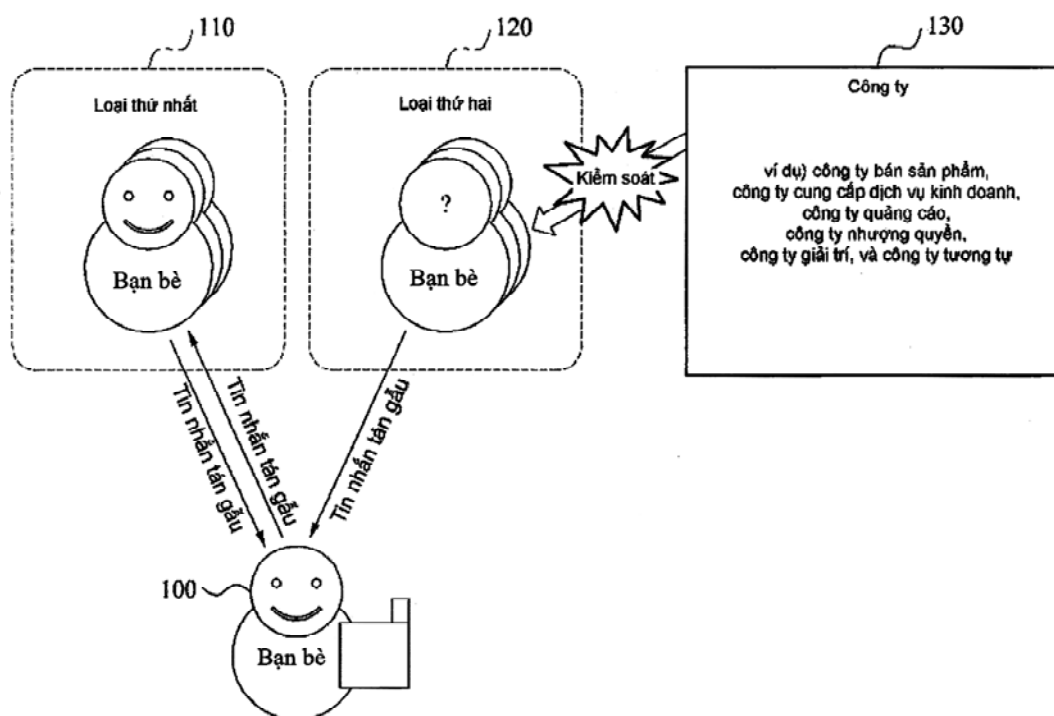 110
120
130
Loại thứ nhất
Loại thứ hai
Công ty
Kiểm soát
ví dụ) công ty bán sản phẩm,
công ty cung cấp dịch vụ kinh doanh,
công ty quảng cáo,
công ty nhượng quyền,
công ty giải trí, và công ty tương tự
?
Bạn bè
Bạn bè
Tin nhắn tán gẫu
Tin nhắn tán gẫu
Tin nhắn tán gẫu
100
Bạn bè